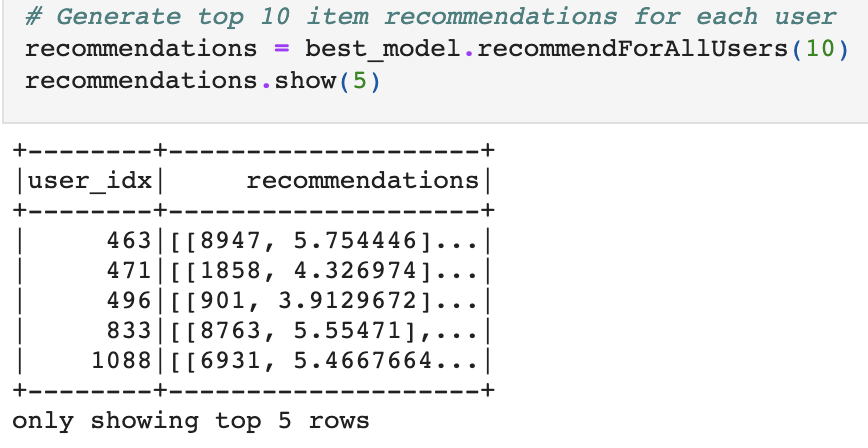 # Generate top 10 item recommendations for each user
recommendations = best_model.recommendForAllUsers(10)
recommendations.show(5)
+--------+--------------------+
|user_idx|     recommendations|
+--------+--------------------+
|     463|[[8947, 5.754446]...|
|     471|[[1858, 4.326974]...|
|     496|[[901, 3.9129672]...|
|     833|[[8763, 5.55471],...|
|    1088|[[6931, 5.4667664...|
+--------+--------------------+
only showing top 5 rows